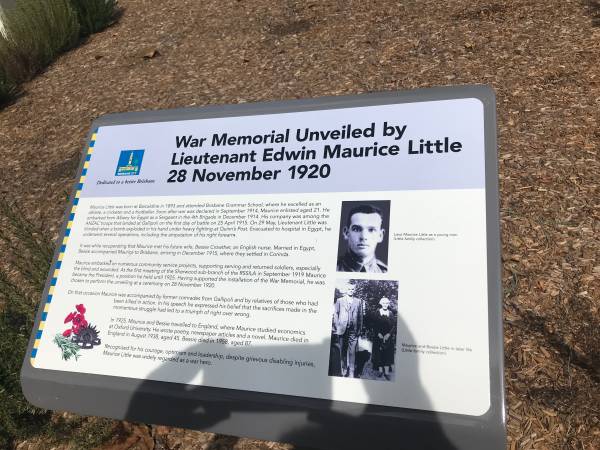 War Memorial Unveiled by
Lieutenant Edwin Maurice Little
28 November 1920
BRISBANE CITY
Dedicated to a better Brisbane
Maurice Little was born at Barcaldine in 1893 and attended Brisbane Grammar School, where he excelled as an
athlete, a cricketer and a footballer. Soon after war was declared in September 1914, Maurice enlisted aged 21. He
embarked from Albany for Egypt as a Sergeant in the 4th Brigade in December 1914. His company was among the
ANZAC troops that landed at Gallipoli on the first day of battle on 25 April 1915. On 29 May, Lieutenant Little was
blinded when a bomb exploded in his hand under heavy fighting at Quinn's Post. Evacuated to hospital in Egypt, he
underwent several operations, including the amputation of his right forearm.
It was while recuperating that Maurice met his future wife, Bessie Crowther, an English nurse. Married in Egypt,
Bessie accompanied Maurice to Brisbane, arriving in December 1915, where they settled in Corinda.
Maurice embarked on numerous community service projects, supporting serving and returned soldiers, especially
the blind and wounded. At the first meeting of the Sherwood sub-branch of the RSSILA in September 1919 Maurice
became the President, a position he held until 1925. Having supported the installation of the War Memorial, he was
chosen to perform the unveiling at a ceremony on 28 November 1920.
On that occasion Maurice was accompanied by former comrades from Gallipoli and by relatives of those who had
been killed in action. In his speech he expressed his belief that the sacrifices made in the
momentous struggle had led to a triumph of right over wrong.
In 1925, Maurice and Bessie travelled to England, where Maurice studied economics
at Oxford University. He wrote poetry, newspaper articles and a novel. Maurice died in
England in August 1938, aged 45. Bessie died in 1958, aged 87.
Recognised for his courage, optimism and leadership, despite grievous disabling injuries,
Maurice Little was widely regarded as a war hero.
Lieut Maurice Little as a young man
(Little family collection).
Maurice and Bessie Little in later life
(Little family collection).